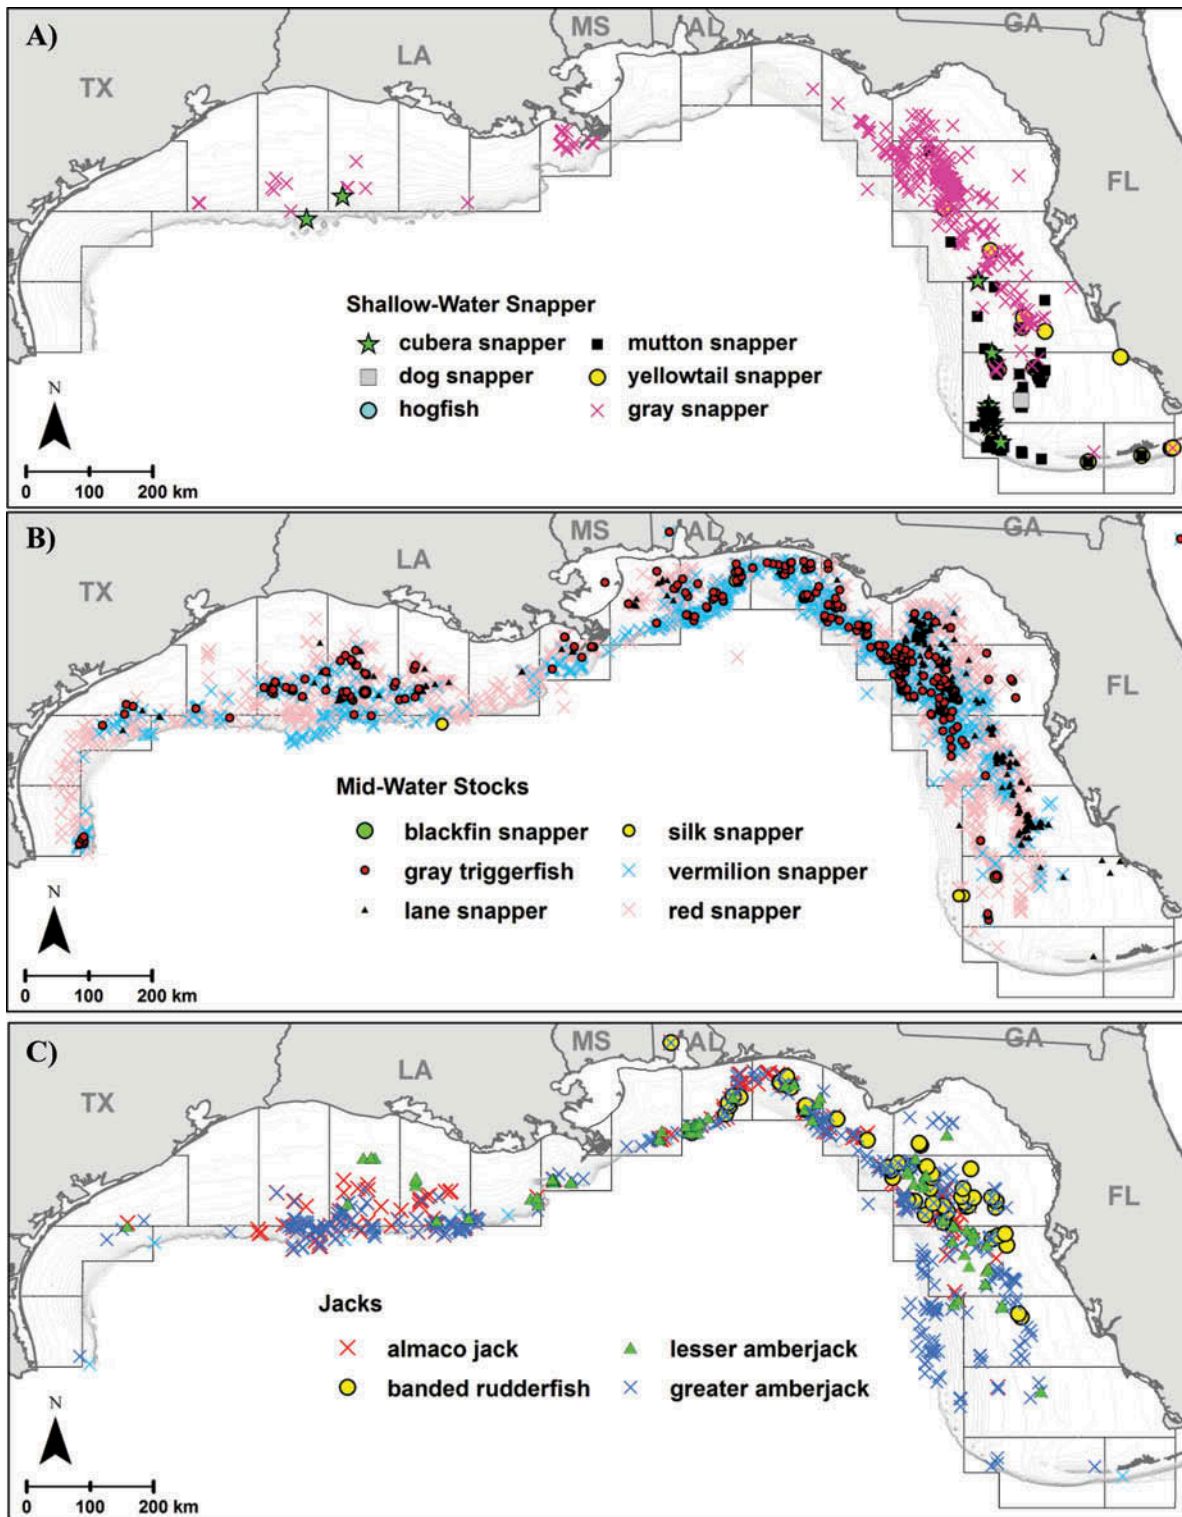 A)
MS
AL
GA
LA
TX
FL
Shallow-Water Snapper
cubera snapper
mutton snapper
dog snapper
yellowtail snapper
hogfish
gray snapper
N
0 100 200 km
B)
MS
AL
GA
LA
TX
FL
Mid-Water Stocks
blackfin snapper
silk snapper
gray triggerfish
vermilion snapper
lane snapper
red snapper
N
0 100 200 km
C)
MS
AL
GA
LA
TX
FL
Jacks
almaco jack
lesser amberjack
banded rudderfish
greater amberjack
N
0 100 200 km